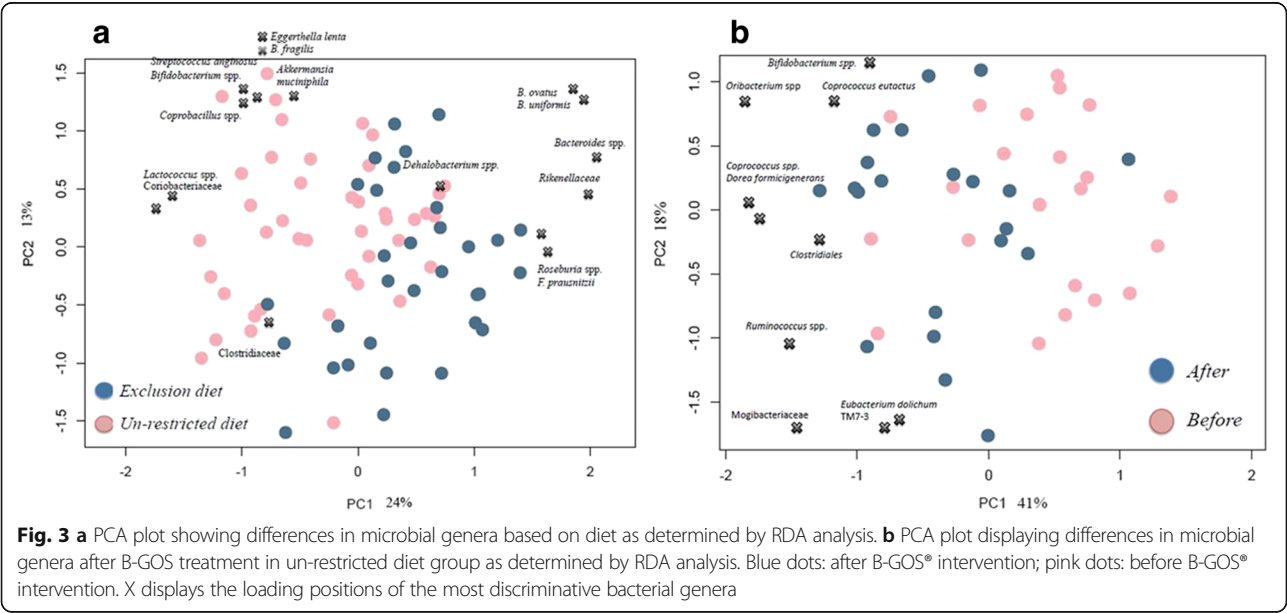 a
Eggerthella lenta
B. fragilis
Streptococcus anginosus
Bifidobacterium spp.
Akkermansia
muciniphila
Coprobacillus spp.
B. ovatus
B. uniformis
Bacteroides spp.
Dehalobacterium spp.
Rikenellaceae
Lactococcus spp.
Coriobacteriaceae
Roseburia spp.
F. prausnitzii
Clostridiaceae
Exclusion diet
Un-restricted diet
1.5
1.0
0.5
0.0
-0.5
-1.0
-1.5
PC2 13%
-2 -1 0 1 2
PC1 24%
b
Bifidobacterium spp.
Oribacterium spp
Coprococcus eutactus
Coprococcus spp.
Dorea formicigenerans
Clostridiales
Ruminococcus spp.
Eubacterium dolichum
Mogibacteriaceae
TM7-3
After
Before
1.0
0.5
0.0
-0.5
-1.0
-1.5
PC2 18%
-2 -1 0 1 2
PC1 41%
Fig. 3 a PCA plot showing differences in microbial genera based on diet as determined by RDA analysis. b PCA plot displaying differences in microbial
genera after B-GOS treatment in un-restricted diet group as determined by RDA analysis. Blue dots: after B-GOS® intervention; pink dots: before B-GOS®
intervention. X displays the loading positions of the most discriminative bacterial genera